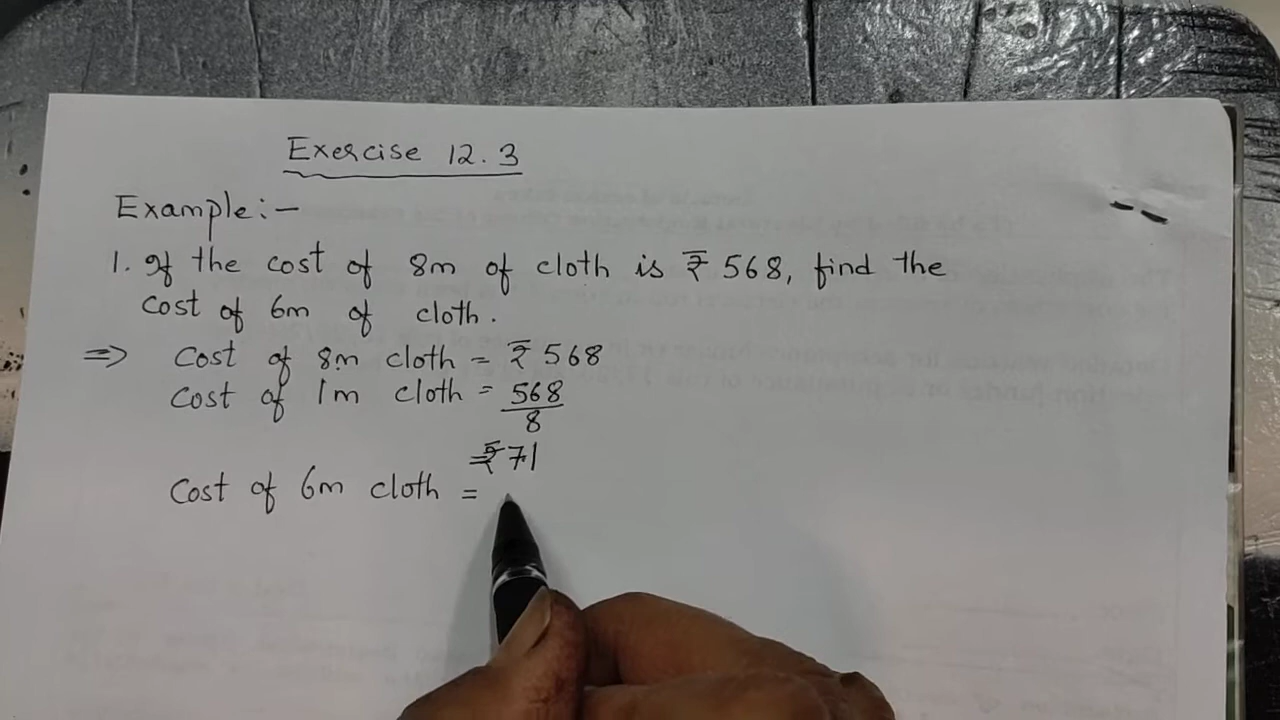 Exercise 12.3
Example:-
1. If the cost of 8m of cloth is ₹ 568, find the
cost of 6m of cloth.
=> Cost of 8m cloth = ₹ 568
Cost of 1m cloth = 568
8
= ₹ 71
Cost of 6m cloth =